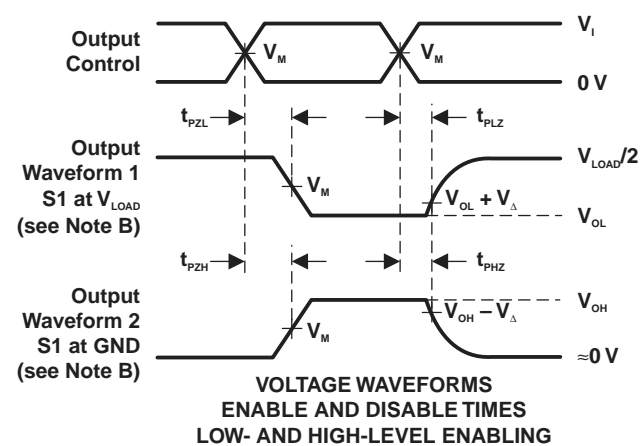 Output
Control
V_M
V_M
V_I
0 V
t_PZL
t_PLZ
Output
Waveform 1
S1 at V_LOAD
(see Note B)
V_M
V_OL + V_Δ
V_LOAD/2
V_OL
t_PZH
t_PHZ
Output
Waveform 2
S1 at GND
(see Note B)
V_M
V_OH – V_Δ
V_OH
≈0 V
VOLTAGE WAVEFORMS
ENABLE AND DISABLE TIMES
LOW- AND HIGH-LEVEL ENABLING